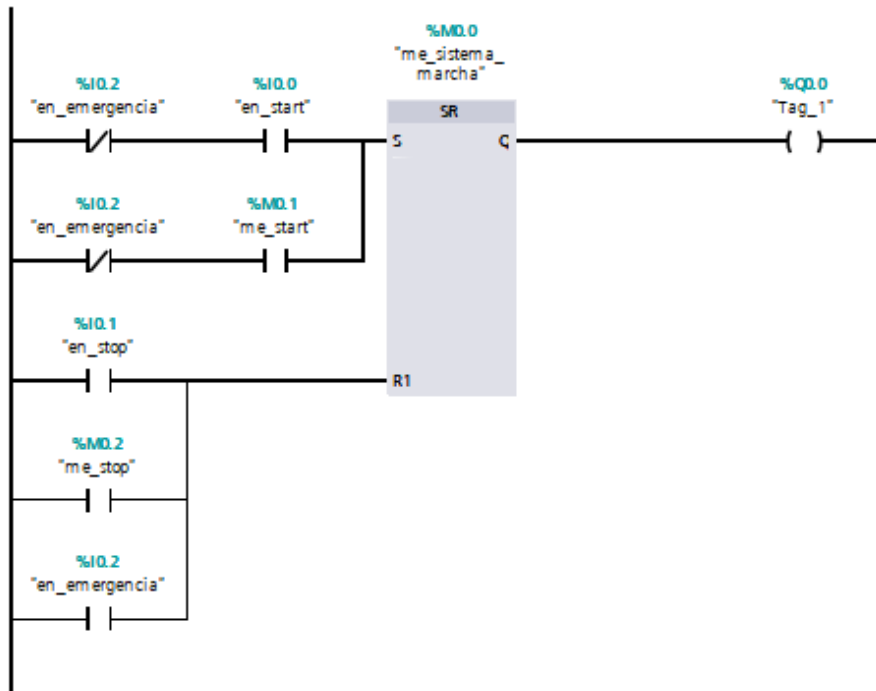 %M0.0
"me_sistema_
marcha"
%I0.2
"en_emergencia"
%I0.0
"en_start"
%Q0.0
"Tag_1"
SR
S
Q
%I0.2
"en_emergencia"
%M0.1
"me_start"
%I0.1
"en_stop"
R1
%M0.2
"me_stop"
%I0.2
"en_emergencia"